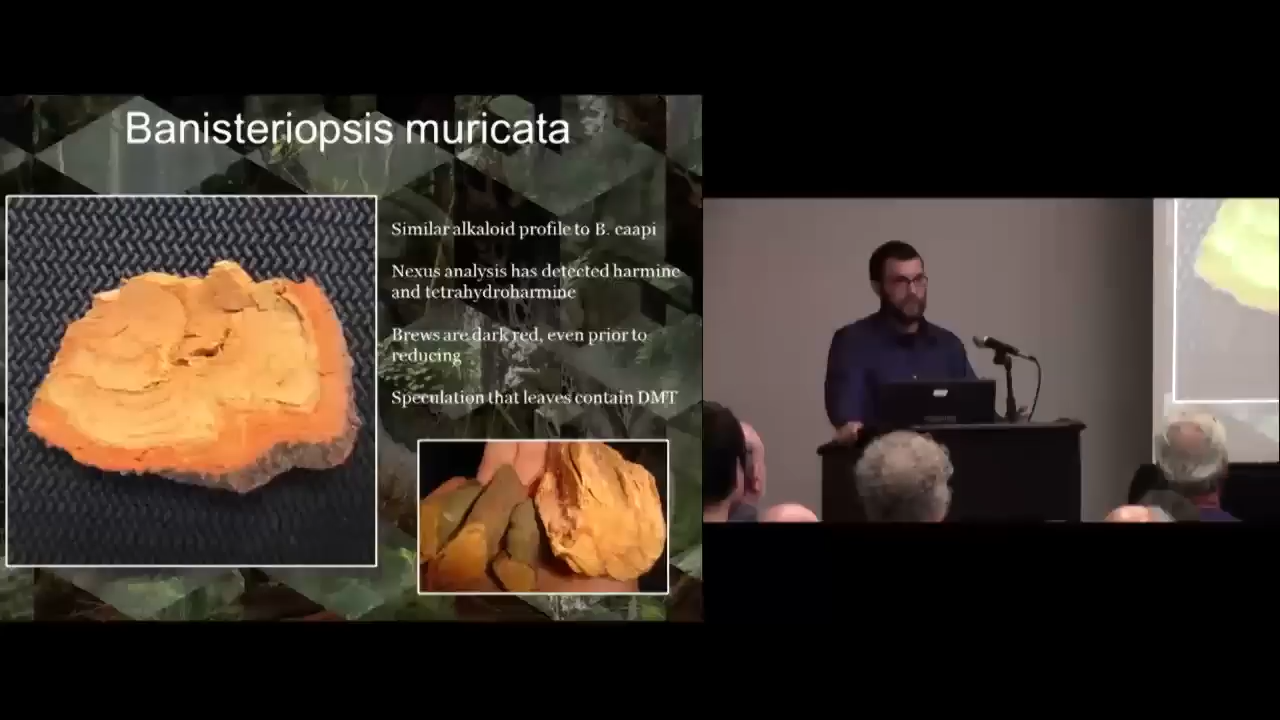 Banisteriopsis muricata
Similar alkaloid profile to B. caapi
Nexus analysis has detected harmine
and tetrahydroharmine
Brews are dark red, even prior to
reducing
Speculation that leaves contain DMT